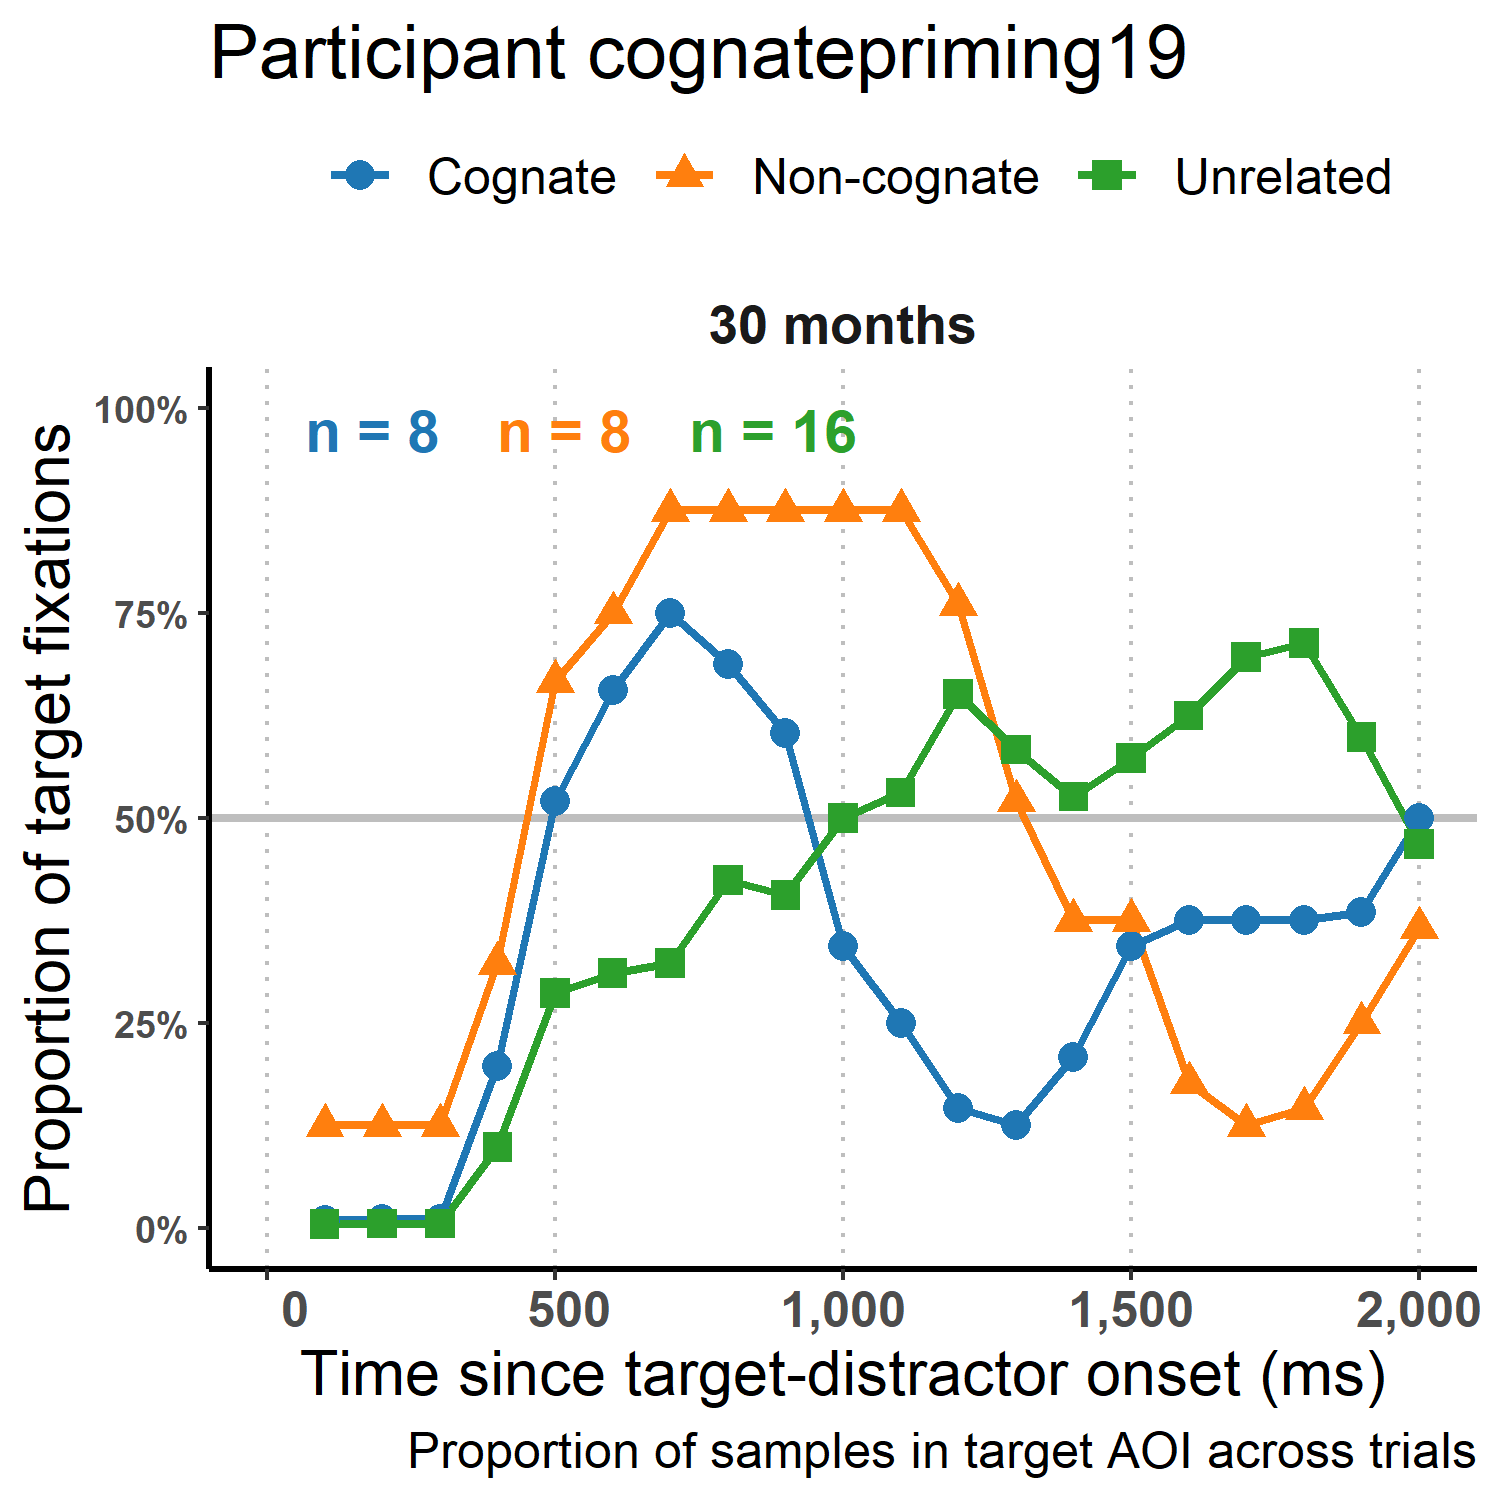 Participant cognatepriming19
Cognate Non-cognate Unrelated
30 months
n = 8 n = 8 n = 16
100%
75%
50%
25%
0%
Proportion of target fixations
0 500 1,000 1,500 2,000
Time since target-distractor onset (ms)
Proportion of samples in target AOI across trials